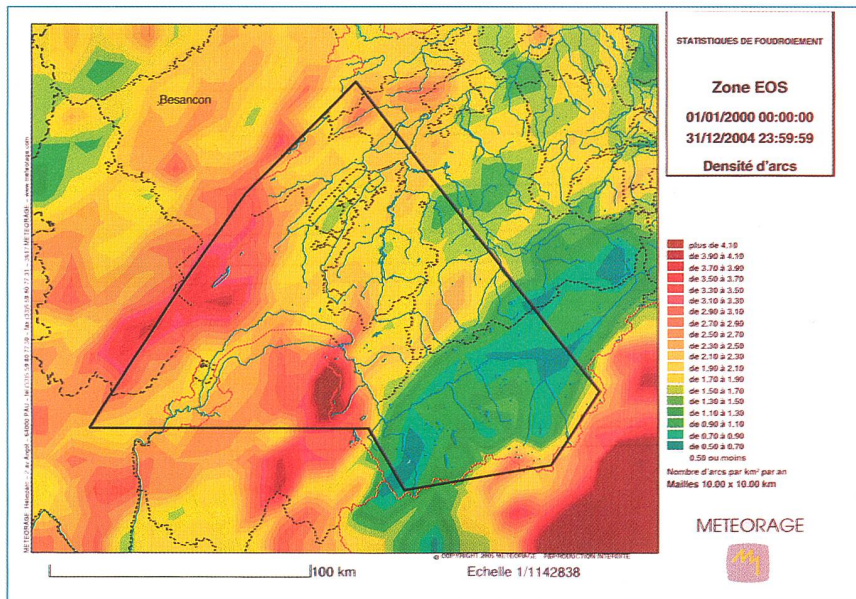 STATISTIQUES DE FOUDROIEMENT
Zone EOS
01/01/2000 00:00:00
31/12/2004 23:59:59
Densité d'arcs
Besancon
plus de 4.10
de 3.90 à 4.10
de 3.70 à 3.90
de 3.50 à 3.70
de 3.30 à 3.50
de 3.10 à 3.30
de 2.90 à 3.10
de 2.70 à 2.90
de 2.50 à 2.70
de 2.30 à 2.50
de 2.10 à 2.30
de 1.90 à 2.10
de 1.70 à 1.90
de 1.50 à 1.70
de 1.30 à 1.50
de 1.10 à 1.30
de 0.90 à 1.10
de 0.70 à 0.90
de 0.50 à 0.70
0.50 ou moins
Nombre d'arcs par km² par an
Mailles 10.00 x 10.00 km
METEORAGE
© COPYRIGHT 2005 METEORAGE REPRODUCTION INTERDITE
100 km
Echelle 1/1142838